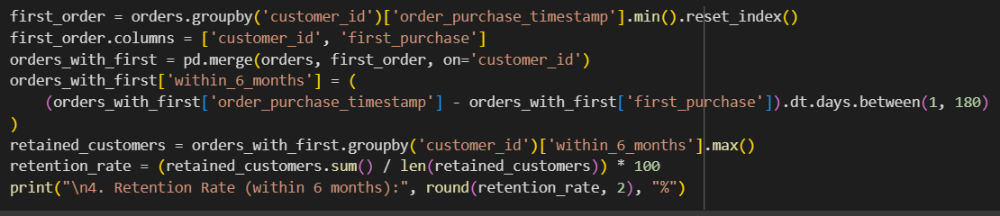 first_order = orders.groupby('customer_id')['order_purchase_timestamp'].min().reset_index()
first_order.columns = ['customer_id', 'first_purchase']
orders_with_first = pd.merge(orders, first_order, on='customer_id')
orders_with_first['within_6_months'] = (
    (orders_with_first['order_purchase_timestamp'] - orders_with_first['first_purchase']).dt.days.between(1, 180)
)
retained_customers = orders_with_first.groupby('customer_id')['within_6_months'].max()
retention_rate = (retained_customers.sum() / len(retained_customers)) * 100
print("\n4. Retention Rate (within 6 months):", round(retention_rate, 2), "%")